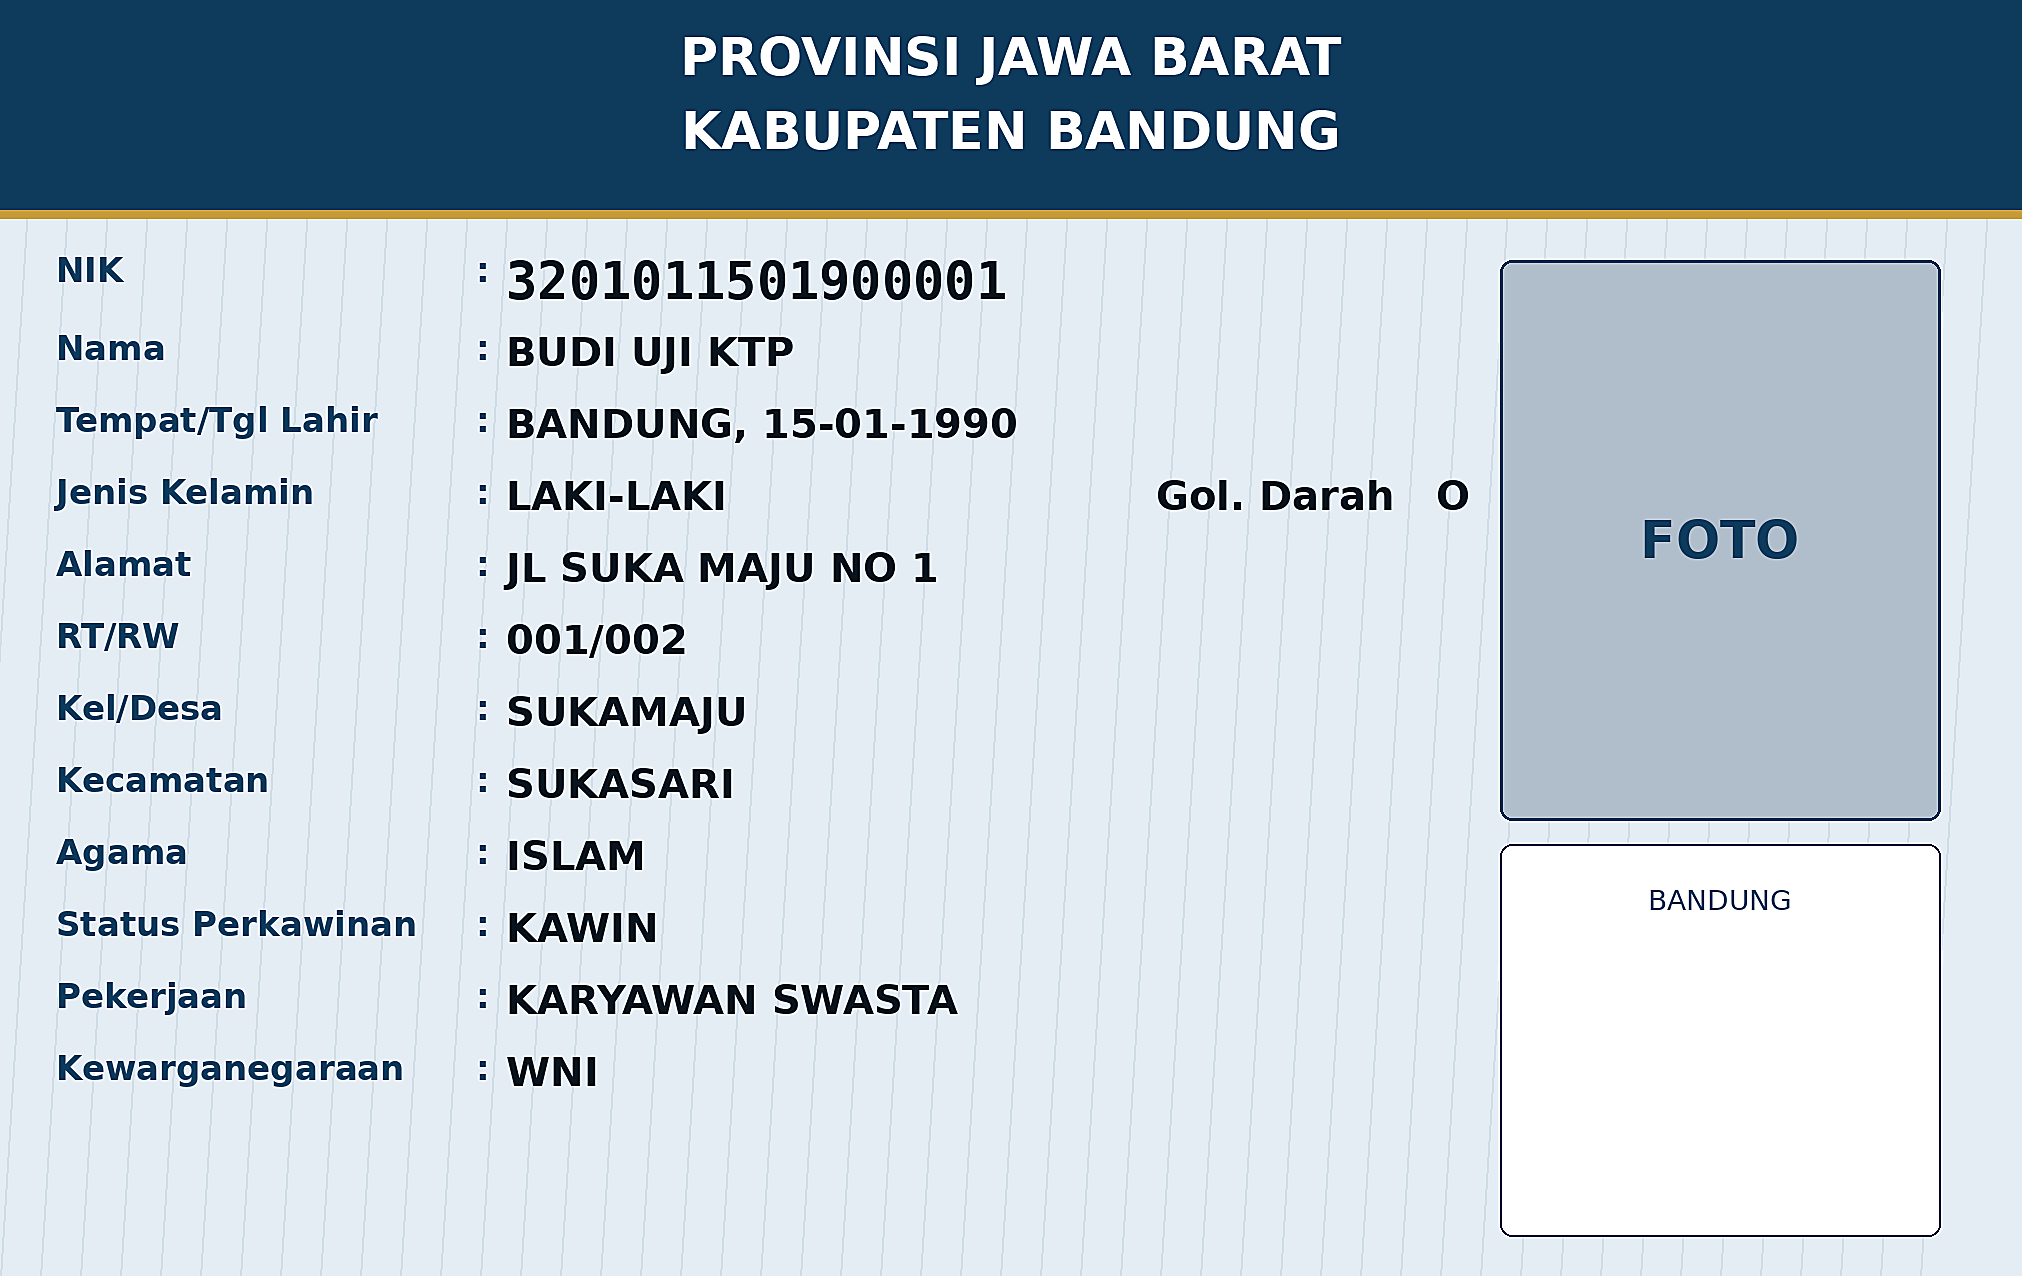 PROVINSI JAWA BARAT
KABUPATEN BANDUNG
NIK : 3201011501900001
Nama : BUDI UJI KTP
Tempat/Tgl Lahir : BANDUNG, 15-01-1990
Jenis Kelamin : LAKI-LAKI Gol. Darah O
Alamat : JL SUKA MAJU NO 1
RT/RW : 001/002
Kel/Desa : SUKAMAJU
Kecamatan : SUKASARI
Agama : ISLAM
Status Perkawinan : KAWIN
Pekerjaan : KARYAWAN SWASTA
Kewarganegaraan : WNI
FOTO
BANDUNG